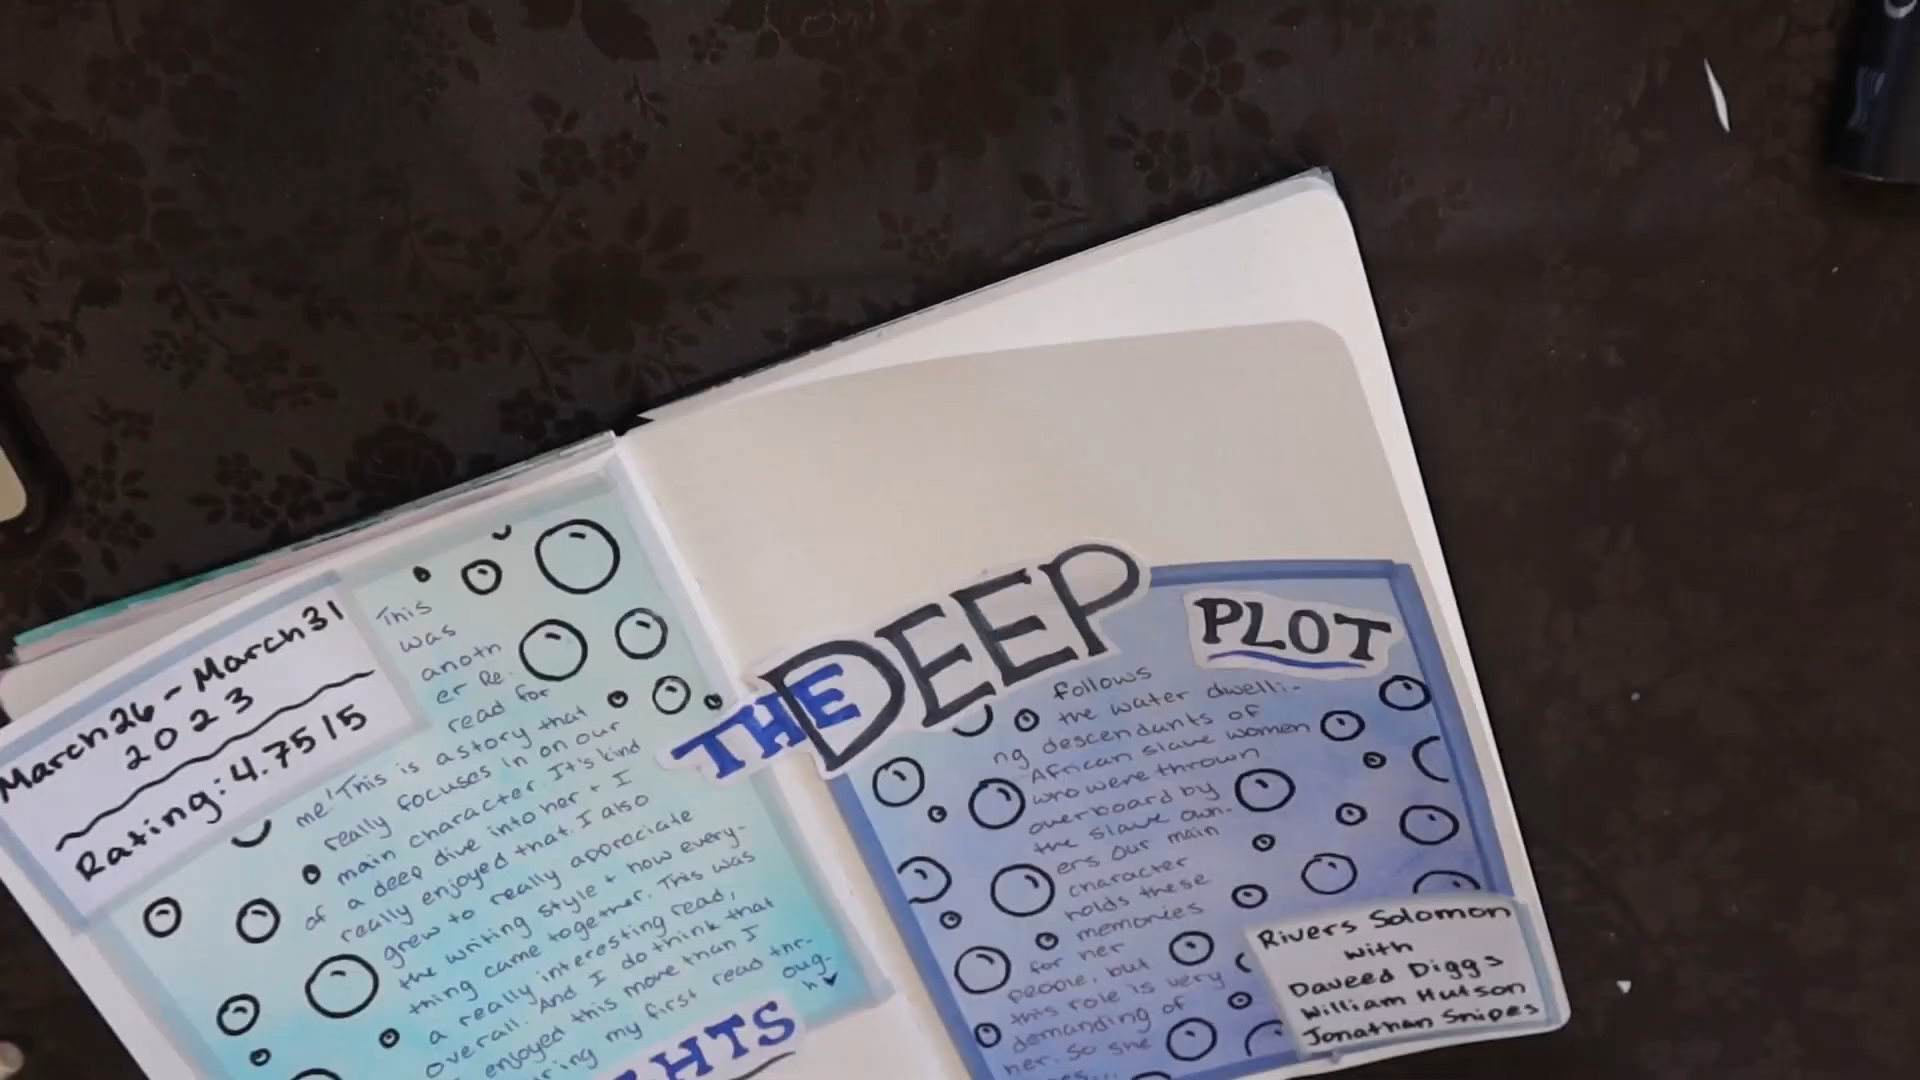 March 26 - March 31
2023
Rating: 4.75/5
This
was
anoth
er Re.
read for
me! This is a story that
really focuses in on our
main character. It's kind
of a deep dive into her + I
really enjoyed that. I also
grew to really appreciate
the writing style + how every-
thing came together. This was
a really interesting read,
overall. And I do think that
enjoyed this more than I
ring my first read thr-
oug-
h
HTS
THE DEEP
PLOT
follows
the water dwelli-
ng descendants of
African slave women
who were thrown
overboard by
the slave own-
ers. Our main
character
holds these
memories
for her
people, but
this role is very
demanding of
her. So she
Rivers Solomon
with
Daveed Diggs
William Hutson
Jonathan Snipes